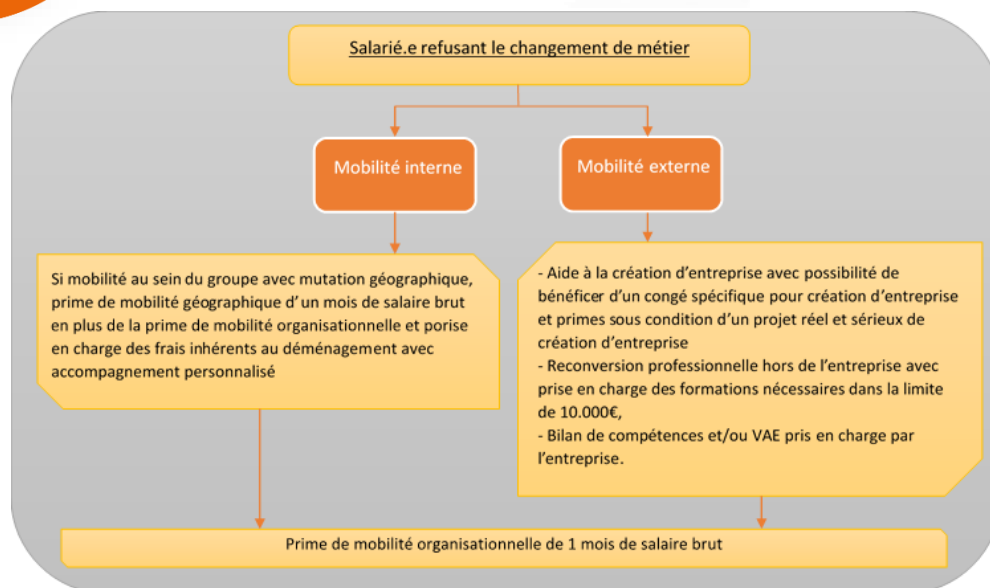 Salarié.e refusant le changement de métier
Mobilité interne
Mobilité externe
Si mobilité au sein du groupe avec mutation géographique,
prime de mobilité géographique d'un mois de salaire brut
en plus de la prime de mobilité organisationnelle et porise
en charge des frais inhérents au déménagement avec
accompagnement personnalisé
- Aide à la création d'entreprise avec possibilité de
bénéficier d'un congé spécifique pour création d'entreprise
et primes sous condition d'un projet réel et sérieux de
création d'entreprise
- Reconversion professionnelle hors de l'entreprise avec
prise en charge des formations nécessaires dans la limite
de 10.000€,
- Bilan de compétences et/ou VAE pris en charge par
l'entreprise.
Prime de mobilité organisationnelle de 1 mois de salaire brut